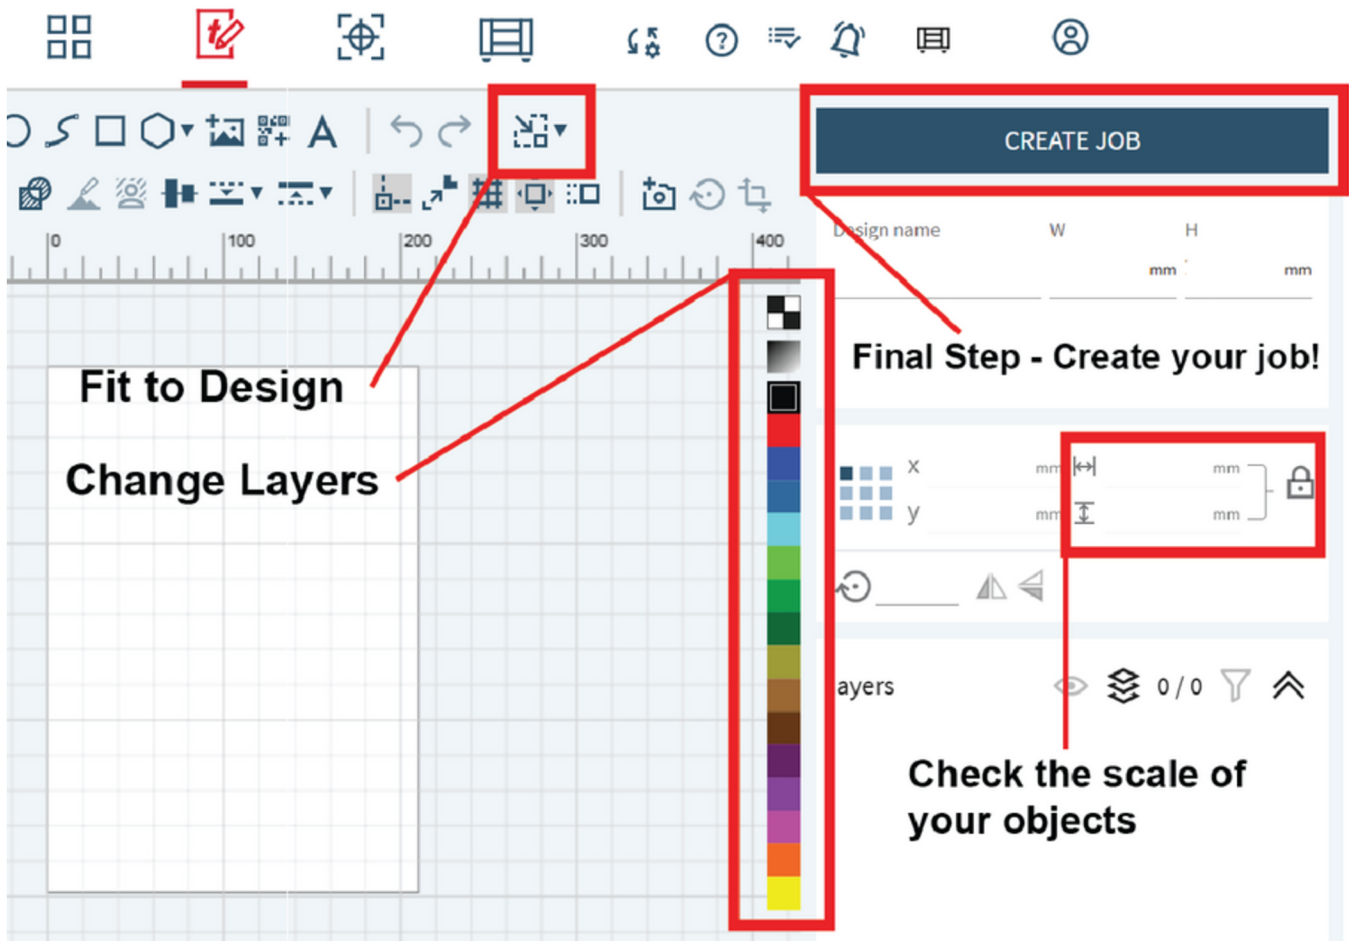 CREATE JOB
0 100 200 300 400
Design name W H
mm mm
Fit to Design
Final Step - Create your job!
Change Layers
x mm mm
y mm mm
ayers 0 / 0
Check the scale of
your objects